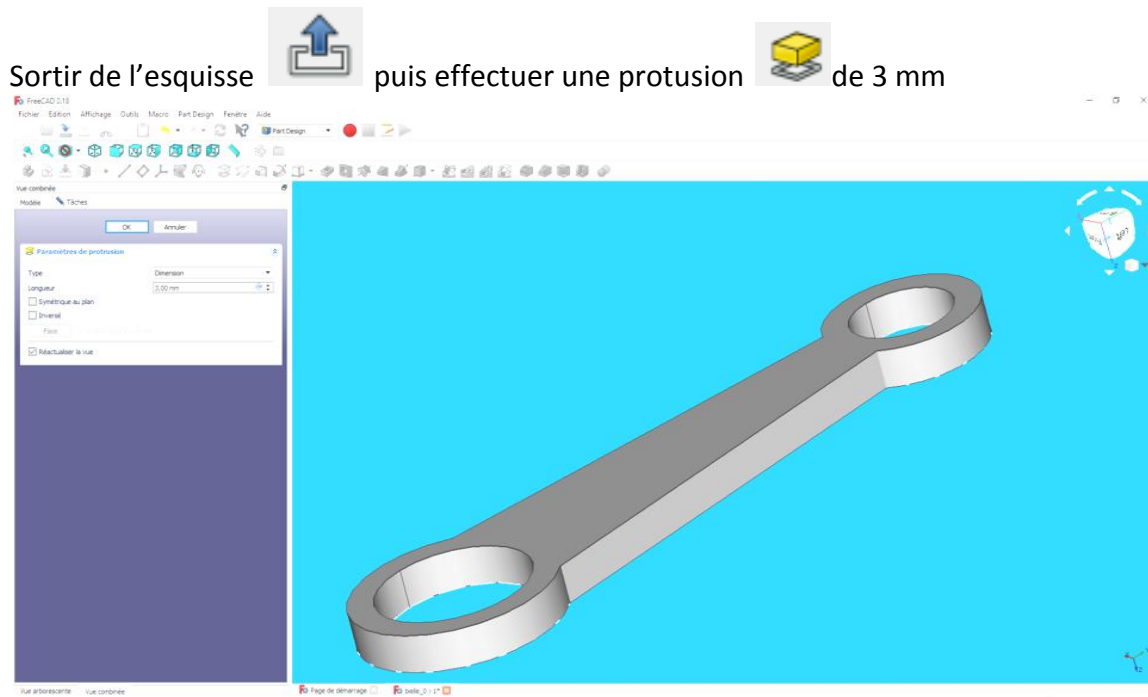 Sortir de l'esquisse puis effectuer une protusion de 3 mm
FreeCAD 0.18
Fichier Edition Affichage Outils Macro Part Design Fenêtre Aide
Part Design
Vue combinée
Modèle Tâches
OK Annuler
Paramètres de protrusion
Type Dimension
Longueur 3.00 mm
Symétrique au plan
Inversé
Face
Réactualiser la vue
Vue arborescente Vue combinée Page de démarrage